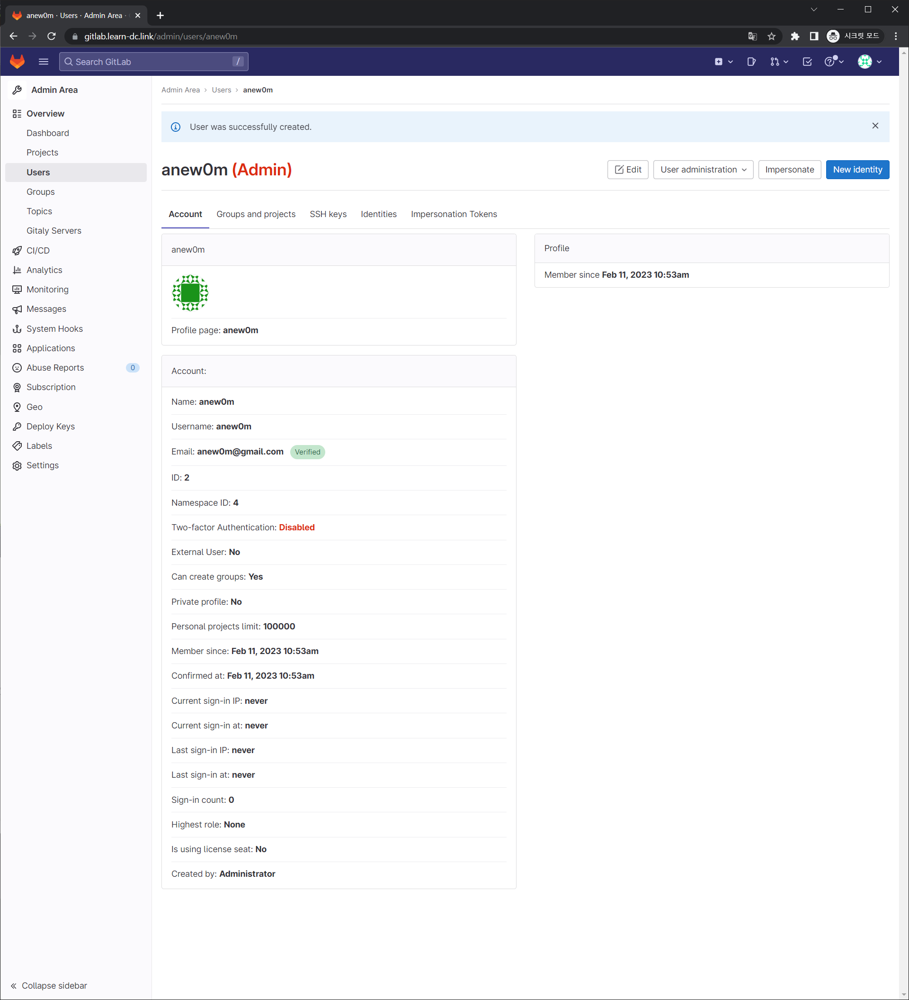 anew0m · Users · Admin Area ·
gitlab.learn-dc.link/admin/users/anew0m
시크릿 모드
Search GitLab
/
Admin Area
Overview
Dashboard
Projects
Users
Groups
Topics
Gitaly Servers
CI/CD
Analytics
Monitoring
Messages
System Hooks
Applications
Abuse Reports 0
Subscription
Geo
Deploy Keys
Labels
Settings
Collapse sidebar
Admin Area › Users › anew0m
User was successfully created.
anew0m (Admin)
Edit
User administration
Impersonate
New identity
Account
Groups and projects
SSH keys
Identities
Impersonation Tokens
anew0m
Profile page: anew0m
Account:
Name: anew0m
Username: anew0m
Email: anew0m@gmail.com Verified
ID: 2
Namespace ID: 4
Two-factor Authentication: Disabled
External User: No
Can create groups: Yes
Private profile: No
Personal projects limit: 100000
Member since: Feb 11, 2023 10:53am
Confirmed at: Feb 11, 2023 10:53am
Current sign-in IP: never
Current sign-in at: never
Last sign-in IP: never
Last sign-in at: never
Sign-in count: 0
Highest role: None
Is using license seat: No
Created by: Administrator
Profile
Member since Feb 11, 2023 10:53am